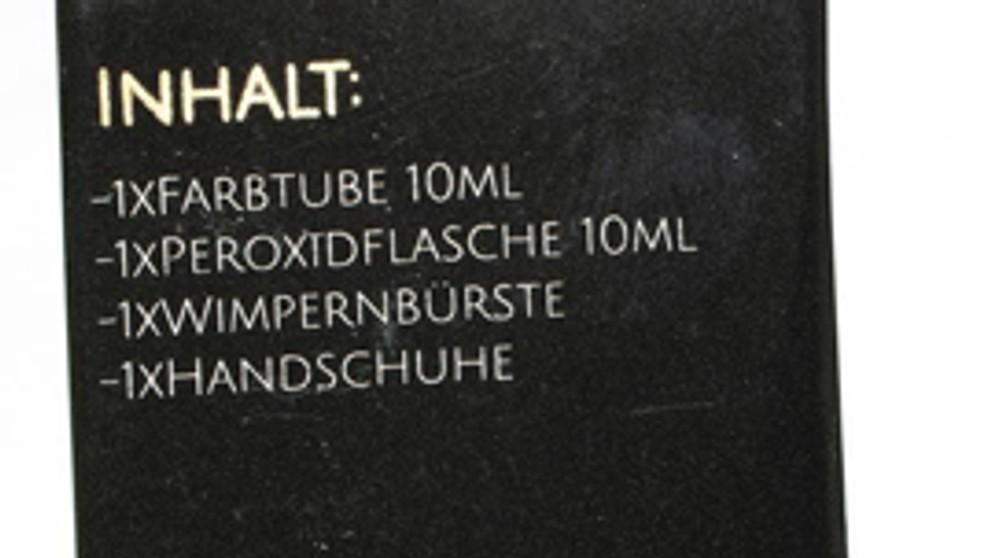 INHALT:
-1XFARBTUBE 10ML
-1XPEROXIDFLASCHE 10ML
-1XWIMPERNBÜRSTE
-1XHANDSCHUHE